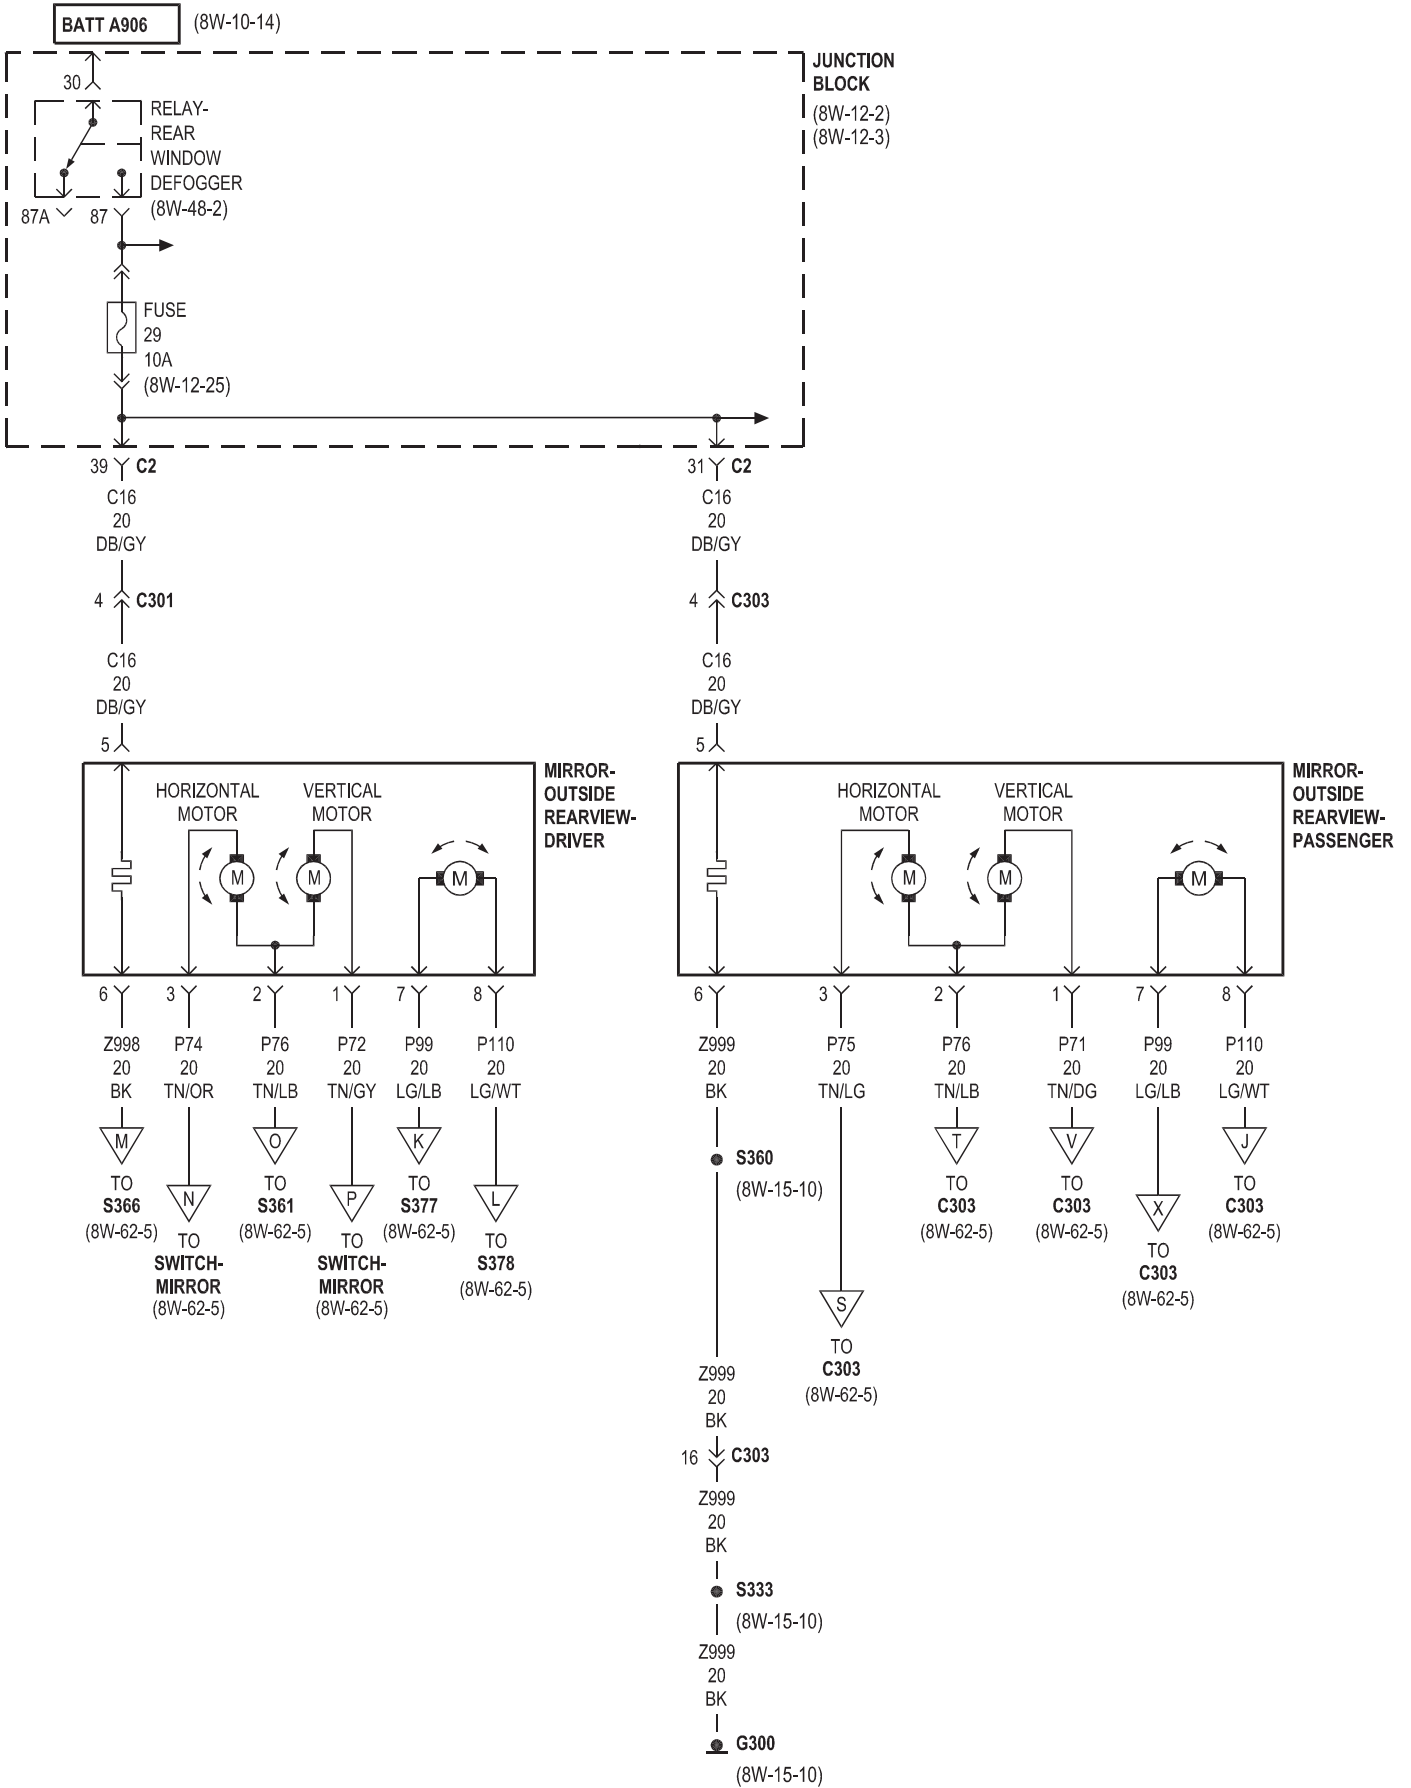 BATT A906
(8W-10-14)
JUNCTION
BLOCK
(8W-12-2)
(8W-12-3)
30
RELAY-
REAR
WINDOW
DEFOGGER
(8W-48-2)
87A
87
FUSE
29
10A
(8W-12-25)
39
C2
31
C2
C16
20
DB/GY
C16
20
DB/GY
4
C301
4
C303
C16
20
DB/GY
C16
20
DB/GY
5
5
HORIZONTAL
MOTOR
VERTICAL
MOTOR
M
M
M
MIRROR-
OUTSIDE
REARVIEW-
DRIVER
HORIZONTAL
MOTOR
VERTICAL
MOTOR
M
M
M
MIRROR-
OUTSIDE
REARVIEW-
PASSENGER
6
3
2
1
7
8
6
3
2
1
7
8
Z998
20
BK
P74
20
TN/OR
P76
20
TN/LB
P72
20
TN/GY
P99
20
LG/LB
P110
20
LG/WT
Z999
20
BK
P75
20
TN/LG
P76
20
TN/LB
P71
20
TN/DG
P99
20
LG/LB
P110
20
LG/WT
M
TO
S366
(8W-62-5)
N
TO
SWITCH-
MIRROR
(8W-62-5)
O
TO
S361
(8W-62-5)
P
TO
SWITCH-
MIRROR
(8W-62-5)
K
TO
S377
(8W-62-5)
L
TO
S378
(8W-62-5)
S360
(8W-15-10)
S
TO
C303
(8W-62-5)
T
TO
C303
(8W-62-5)
V
TO
C303
(8W-62-5)
X
TO
C303
(8W-62-5)
J
TO
C303
(8W-62-5)
Z999
20
BK
16
C303
Z999
20
BK
S333
(8W-15-10)
Z999
20
BK
G300
(8W-15-10)